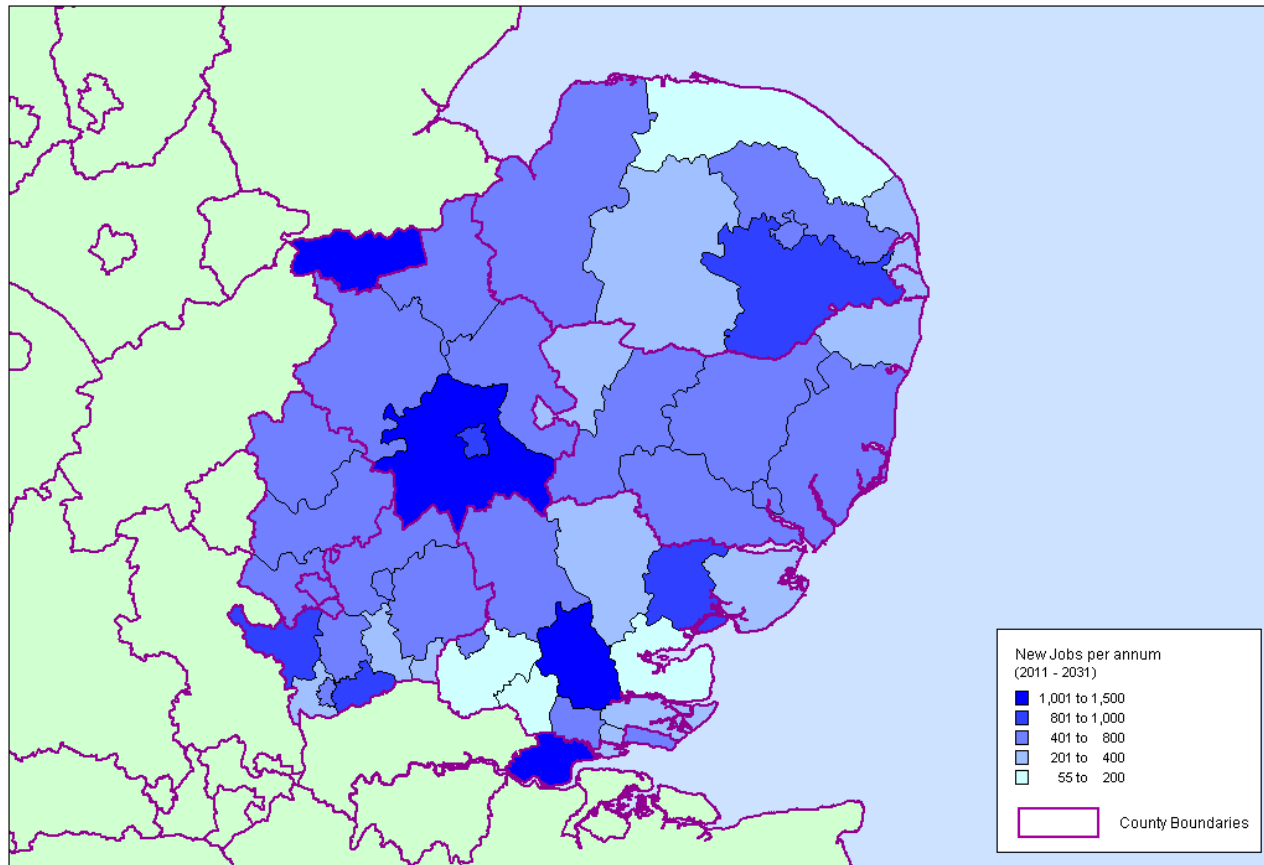 New Jobs per annum
(2011 - 2031)
1,001 to 1,500
801 to 1,000
401 to 800
201 to 400
55 to 200
County Boundaries